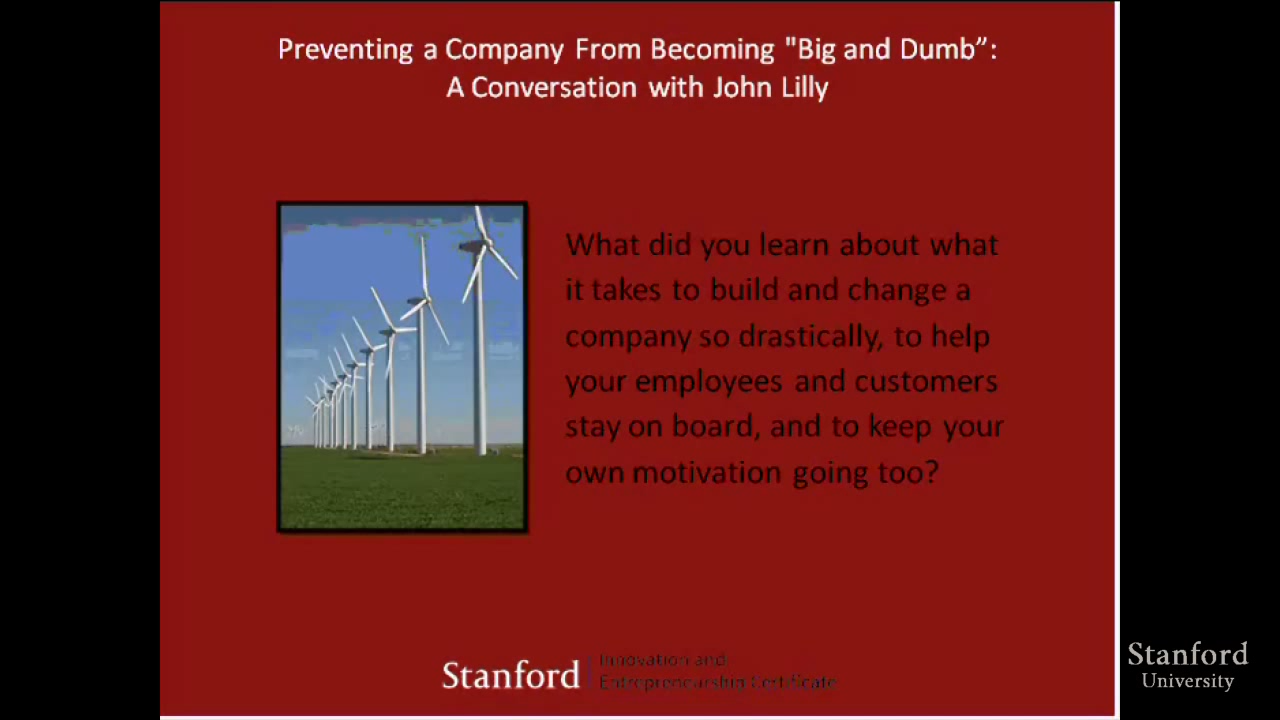 Preventing a Company From Becoming "Big and Dumb”:
A Conversation with John Lilly
What did you learn about what
it takes to build and change a
company so drastically, to help
your employees and customers
stay on board, and to keep your
own motivation going too?
Stanford
Innovation and
Entrepreneurship Certificate
Stanford
University